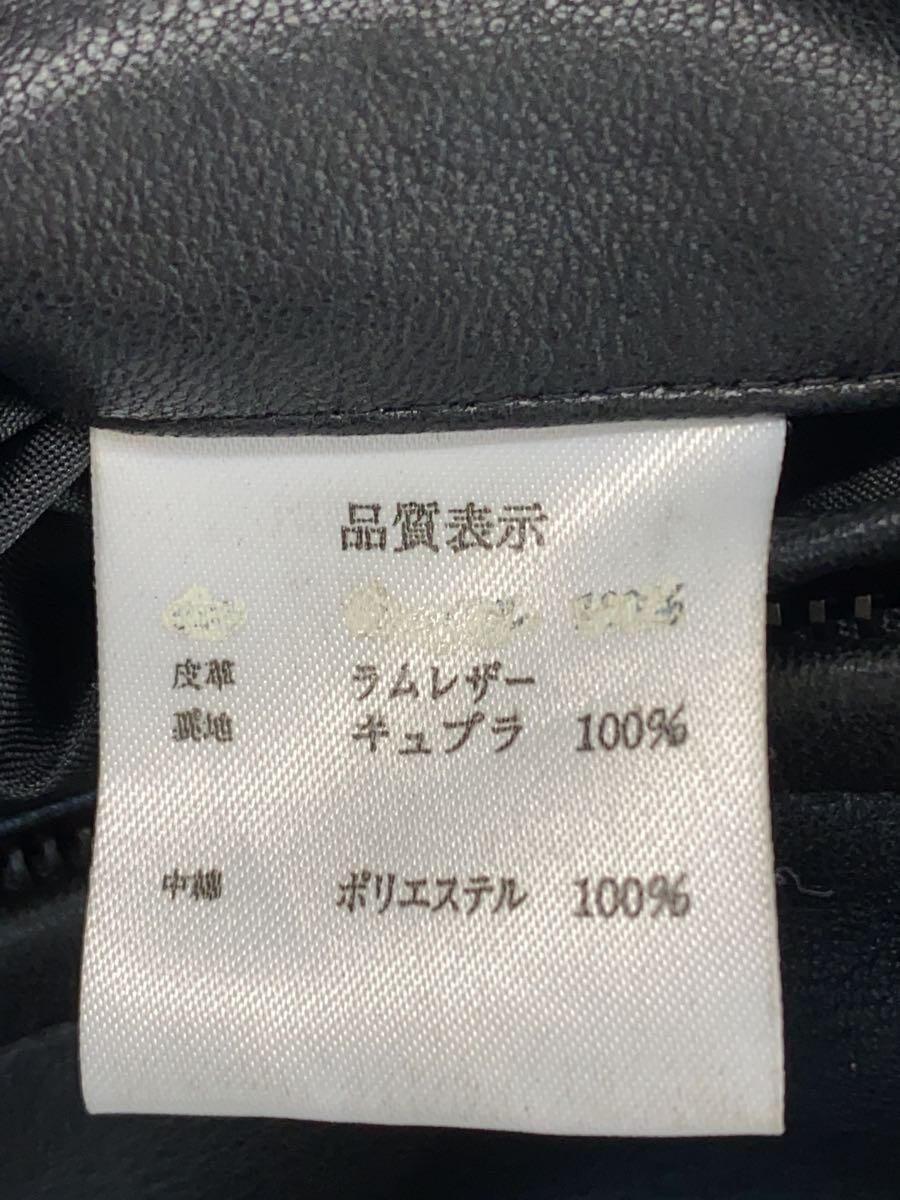 品質表示
100%
皮革 ラムレザー
裏地 キュプラ 100%
中綿 ポリエステル 100%